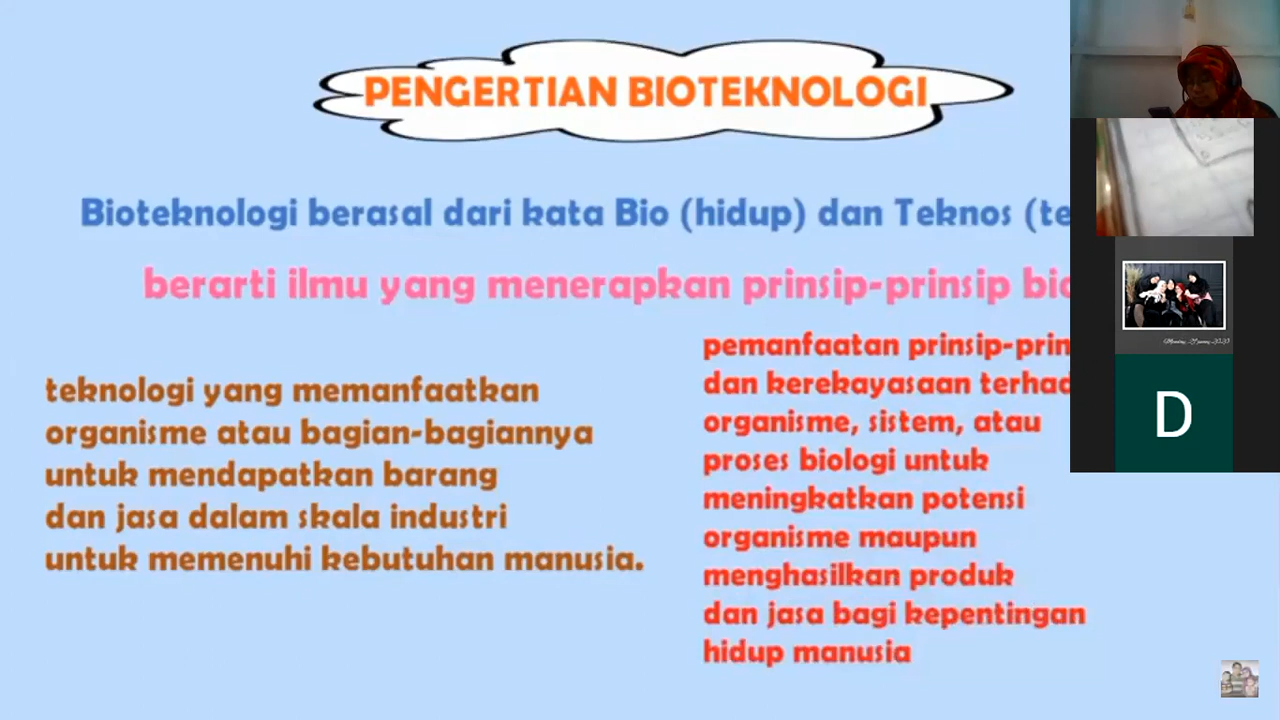 PENGERTIAN BIOTEKNOLOGI
Bioteknologi berasal dari kata Bio (hidup) dan Teknos
berarti ilmu yang menerapkan prinsip-prinsip
teknologi yang memanfaatkan
organisme atau bagian-bagiannya
untuk mendapatkan barang
dan jasa dalam skala industri
untuk memenuhi kebutuhan manusia.
pemanfaatan
dan kerekayasaan
organisme, sistem, atau
proses biologi untuk
meningkatkan potensi
organisme maupun
menghasilkan produk
dan jasa bagi kepentingan
hidup manusia
D